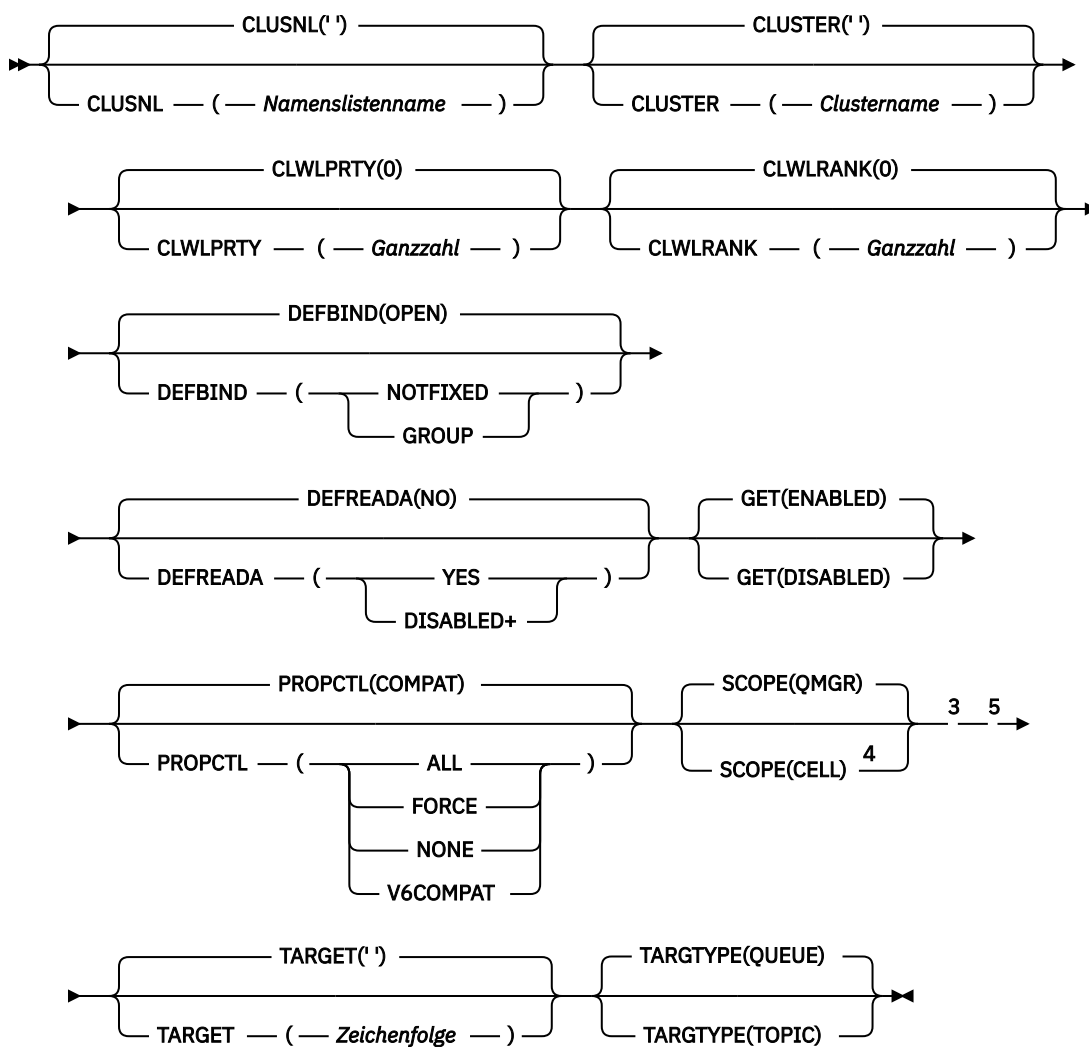 CLUSNL(' ') CLUSTER(' ')
CLUSNL ( Namenslistenname ) CLUSTER ( Clustername )
CLWLPRTY(0) CLWLRANK(0)
CLWLPRTY ( Ganzzahl ) CLWLRANK ( Ganzzahl )
DEFBIND(OPEN)
DEFBIND ( NOTFIXED )
GROUP
DEFREADA(NO) GET(ENABLED)
DEFREADA ( YES ) GET(DISABLED)
DISABLED+
PROPCTL(COMPAT) SCOPE(QMGR)
3 5
PROPCTL ( ALL ) SCOPE(CELL) 4
FORCE
NONE
V6COMPAT
TARGET(' ') TARGTYPE(QUEUE)
TARGET ( Zeichenfolge ) TARGTYPE(TOPIC)